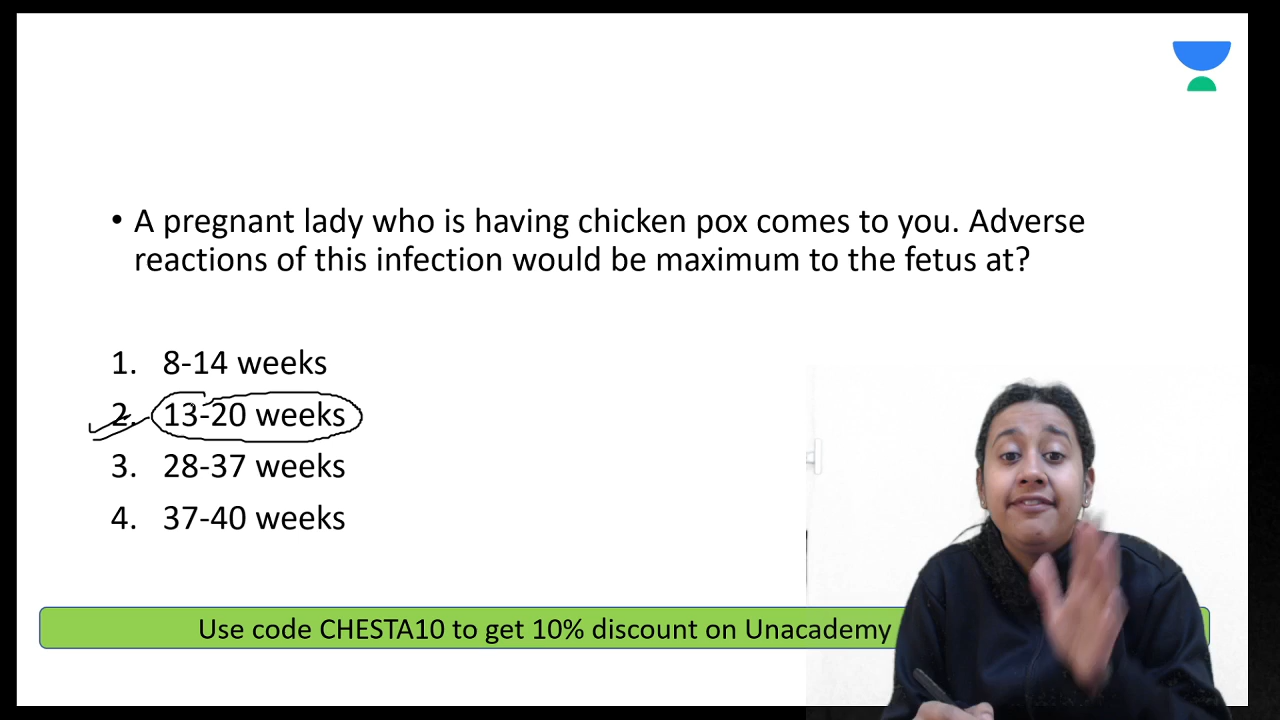 • A pregnant lady who is having chicken pox comes to you. Adverse
reactions of this infection would be maximum to the fetus at?
1. 8-14 weeks
2. 13-20 weeks
3. 28-37 weeks
4. 37-40 weeks
Use code CHESTA10 to get 10% discount on Unacademy